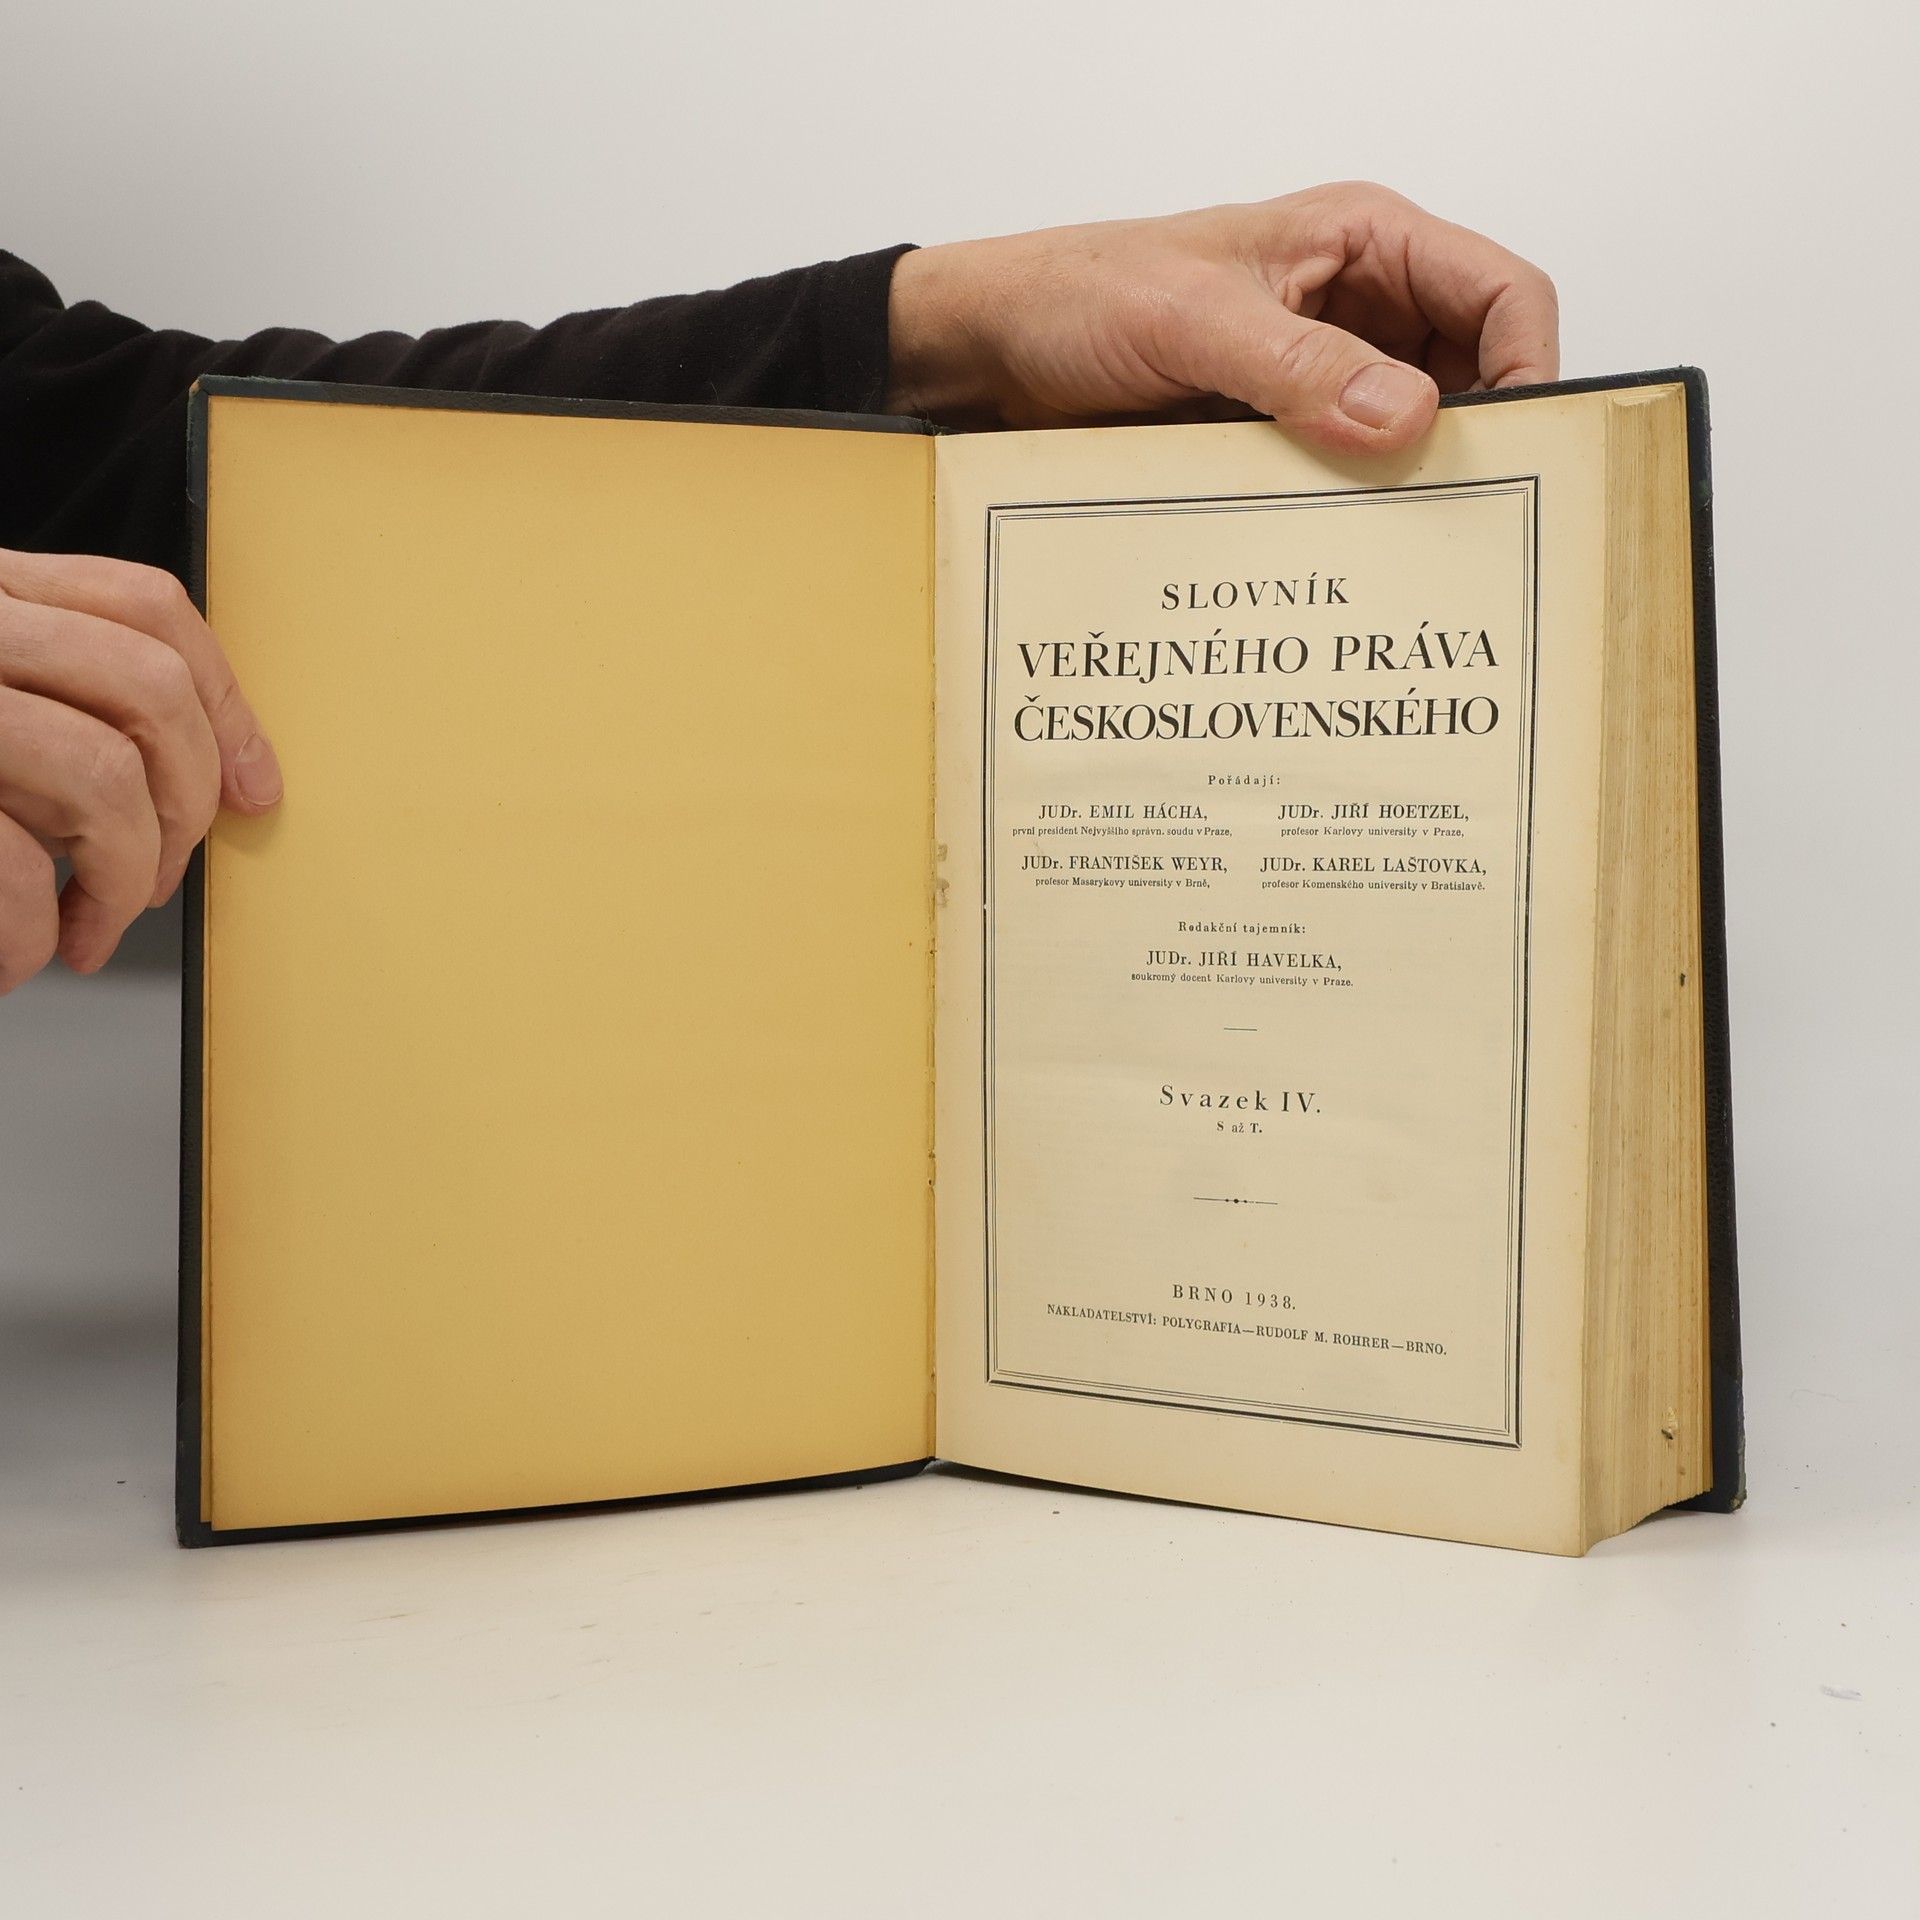 SLOVNÍK
VEŘEJNÉHO PRÁVA
ČESKOSLOVENSKÉHO
Pořádají:
JUDr. EMIL HÁCHA,
první president Nejvyššího správn. soudu v Praze,
JUDr. JIŘÍ HOETZEL,
profesor Karlovy university v Praze,
JUDr. FRANTIŠEK WEYR,
profesor Masarykovy university v Brně,
JUDr. KAREL LAŠTOVKA,
profesor Komenského university v Bratislavě.
Redakční tajemník:
JUDr. JIŘÍ HAVELKA,
soukromý docent Karlovy university v Praze.
Svazek IV.
S až T.
BRNO 1938.
NAKLADATELSTVÍ: POLYGRAFIA—RUDOLF M. ROHRER—BRNO.